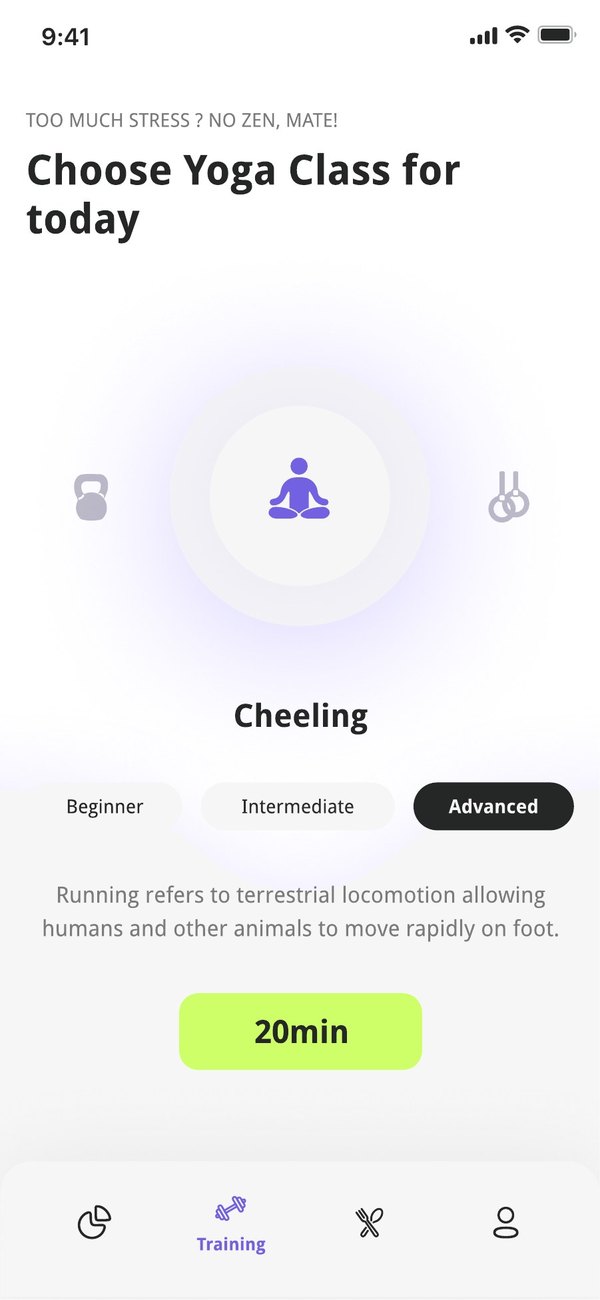 9:41
TOO MUCH STRESS ? NO ZEN, MATE!
Choose Yoga Class for
today
Cheeling
Beginner Intermediate Advanced
Running refers to terrestrial locomotion allowing
humans and other animals to move rapidly on foot.
20min
Training